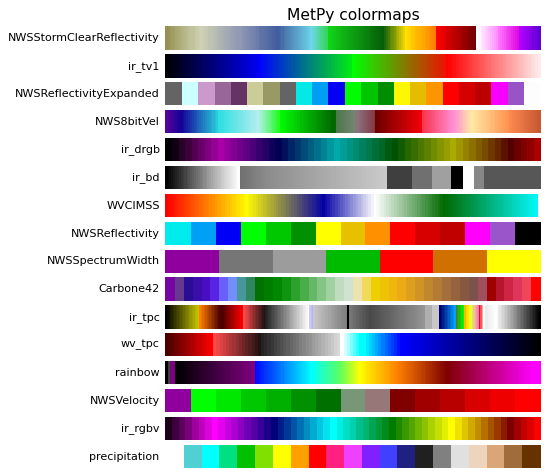 MetPy colormaps
NWSStormClearReflectivity
ir_tv1
NWSReflectivityExpanded
NWS8bitVel
ir_drgb
ir_bd
WVCIMSS
NWSReflectivity
NWSSpectrumWidth
Carbone42
ir_tpc
wv_tpc
rainbow
NWSVelocity
ir_rgbv
precipitation